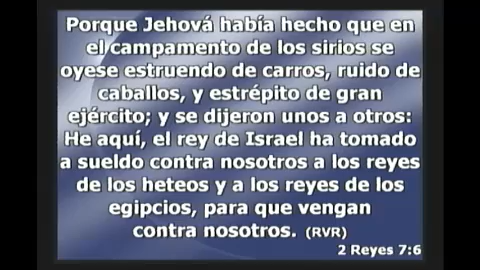 Porque Jehová había hecho que en
el campamento de los sirios se
oyese estruendo de carros, ruido de
caballos, y estrépito de gran
ejército; y se dijeron unos a otros:
He aquí, el rey de Israel ha tomado
a sueldo contra nosotros a los reyes
de los heteos y a los reyes de los
egipcios, para que vengan
contra nosotros. (RVR)
2 Reyes 7:6